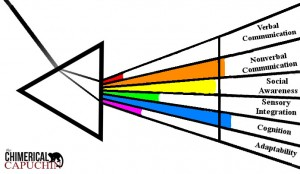 Verbal
Communication
Nonverbal
Communication
Social
Awareness
Sensory
Integration
Cognition
Adaptability
the
CHIMERICAL
CAPUCHIN